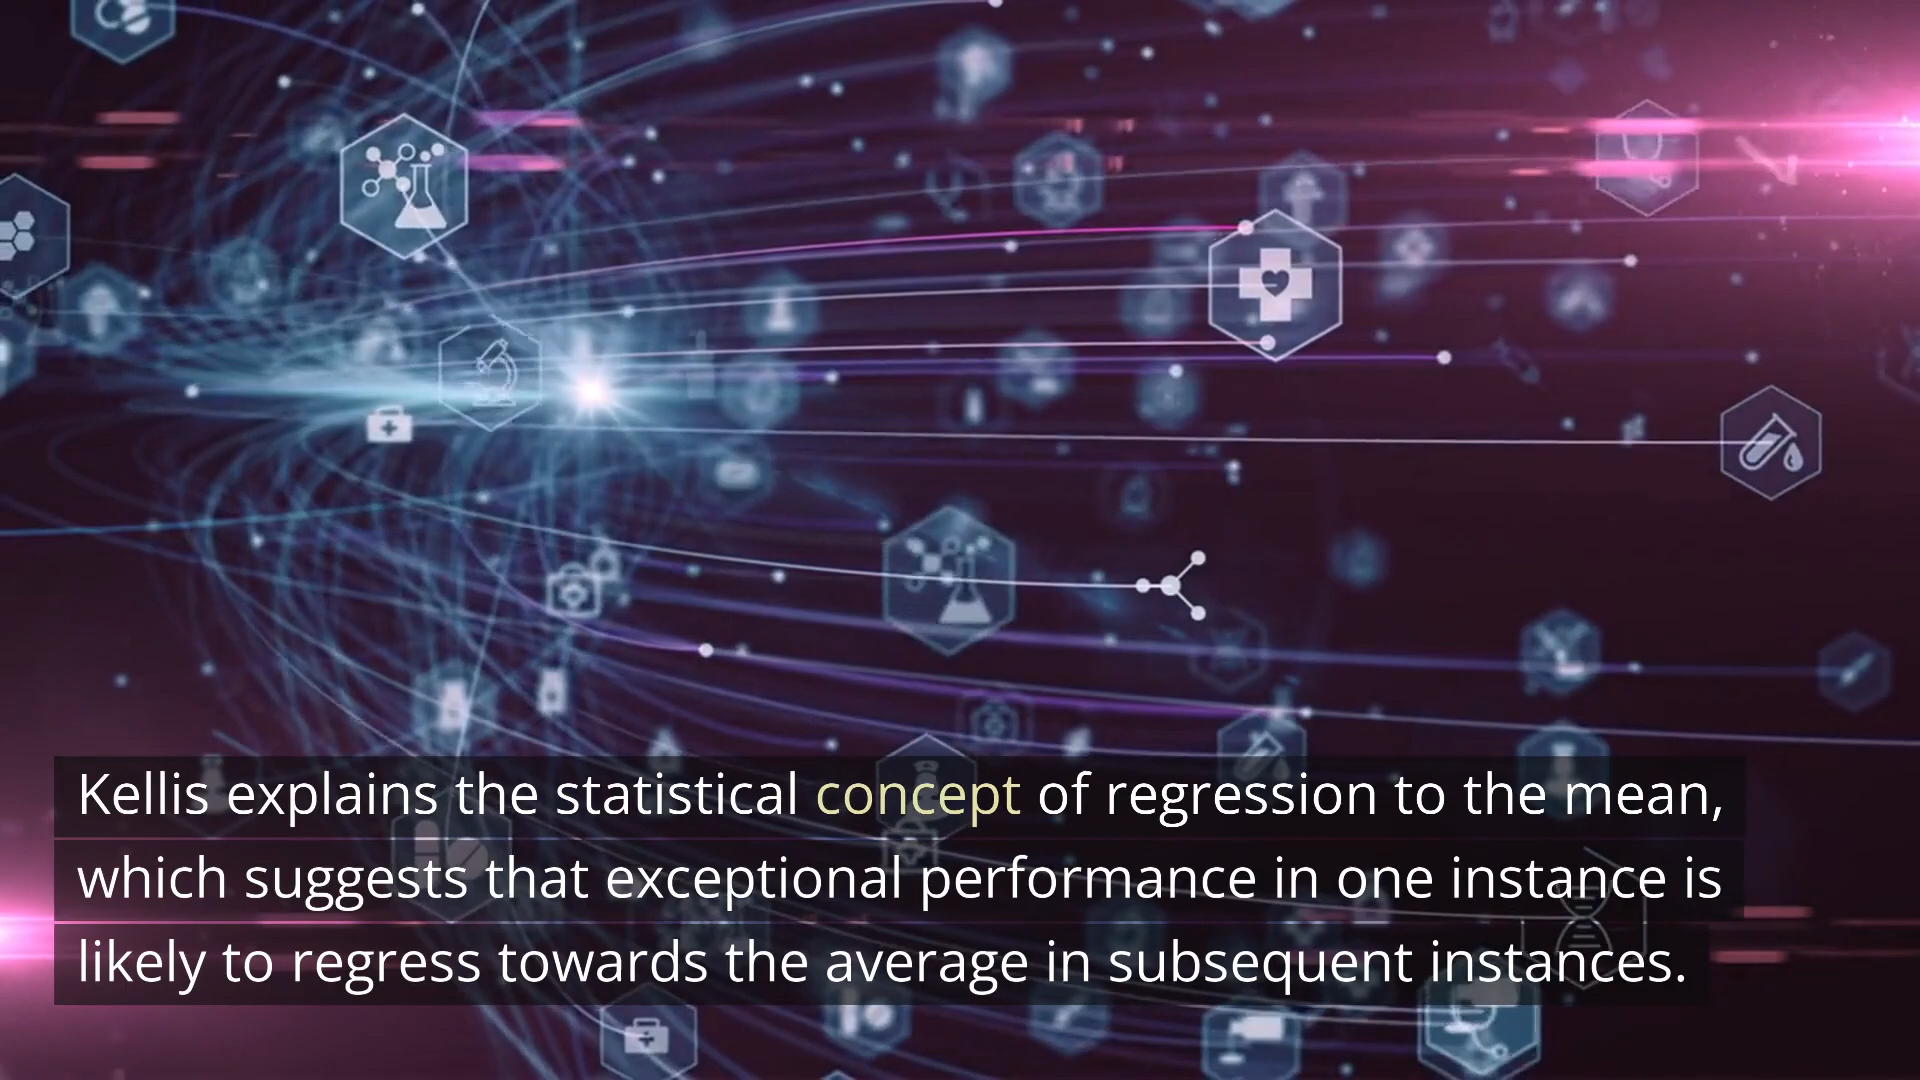 Kellis explains the statistical concept of regression to the mean,
which suggests that exceptional performance in one instance is
likely to regress towards the average in subsequent instances.